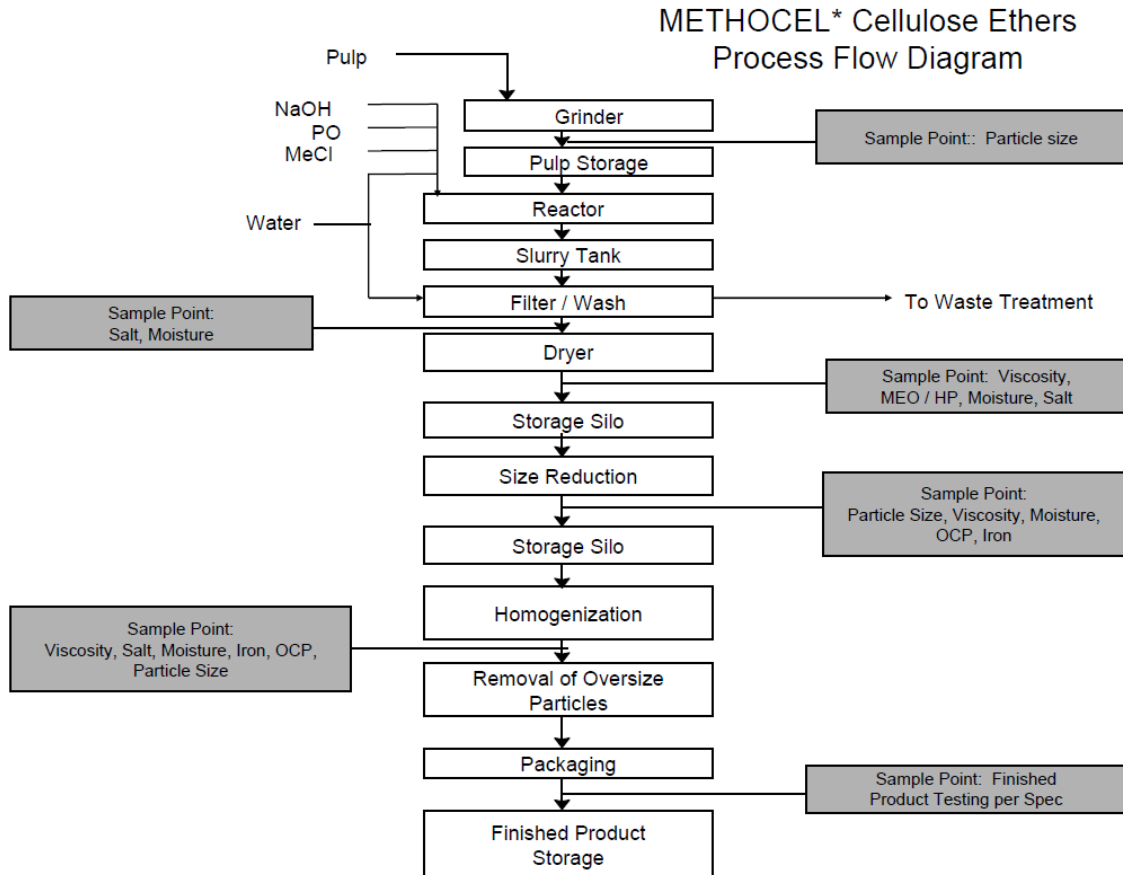 METHOCEL* Cellulose Ethers
Process Flow Diagram
Pulp
NaOH
PO
MeCl
Grinder
Sample Point:: Particle size
Pulp Storage
Reactor
Water
Slurry Tank
Filter / Wash
To Waste Treatment
Sample Point:
Salt, Moisture
Dryer
Sample Point: Viscosity,
MEO / HP, Moisture, Salt
Storage Silo
Size Reduction
Sample Point:
Particle Size, Viscosity, Moisture,
OCP, Iron
Storage Silo
Homogenization
Sample Point:
Viscosity, Salt, Moisture, Iron, OCP,
Particle Size
Removal of Oversize
Particles
Packaging
Sample Point: Finished
Product Testing per Spec
Finished Product
Storage